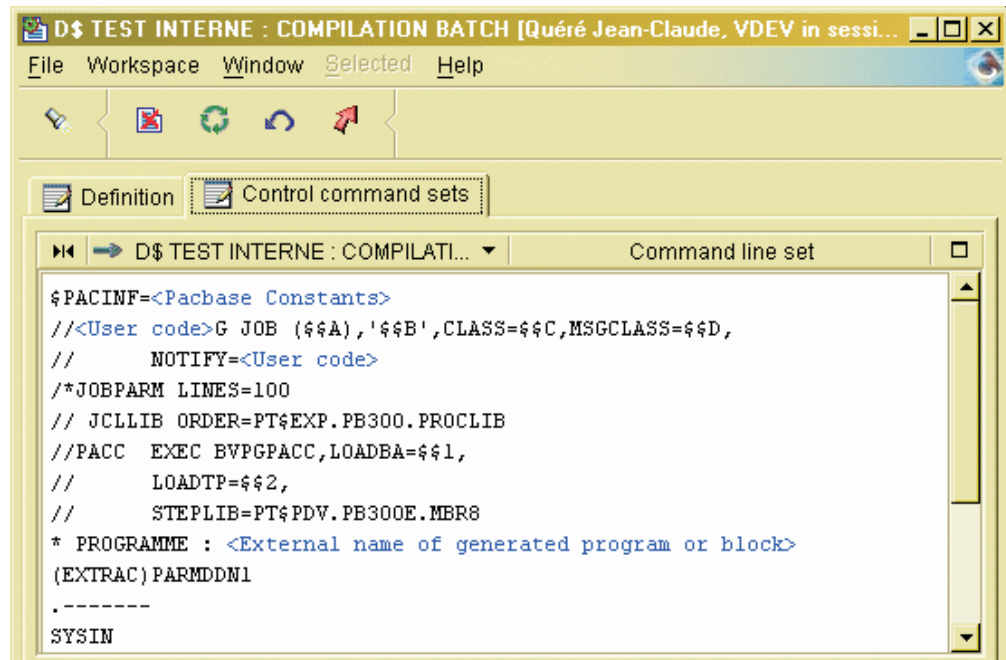 D$ TEST INTERNE : COMPILATION BATCH [Quéré Jean-Claude, VDEV in sessi...
File Workspace Window Selected Help
Definition Control command sets
D$ TEST INTERNE : COMPILATI... Command line set
$PACINF=<Pacbase Constants>
//<User code>G JOB ($$A),'$$B',CLASS=$$C,MSGCLASS=$$D,
// NOTIFY=<User code>
/*JOBPARM LINES=100
// JCLLIB ORDER=PT$EXP.PB300.PROCLIB
//PACC EXEC BVPGPACC,LOADBA=$$1,
// LOADTP=$$2,
// STEPLIB=PT$PDV.PB300E.MBR8
* PROGRAMME : <External name of generated program or block>
(EXTRAC)PARMDDN1
.-------
SYSIN